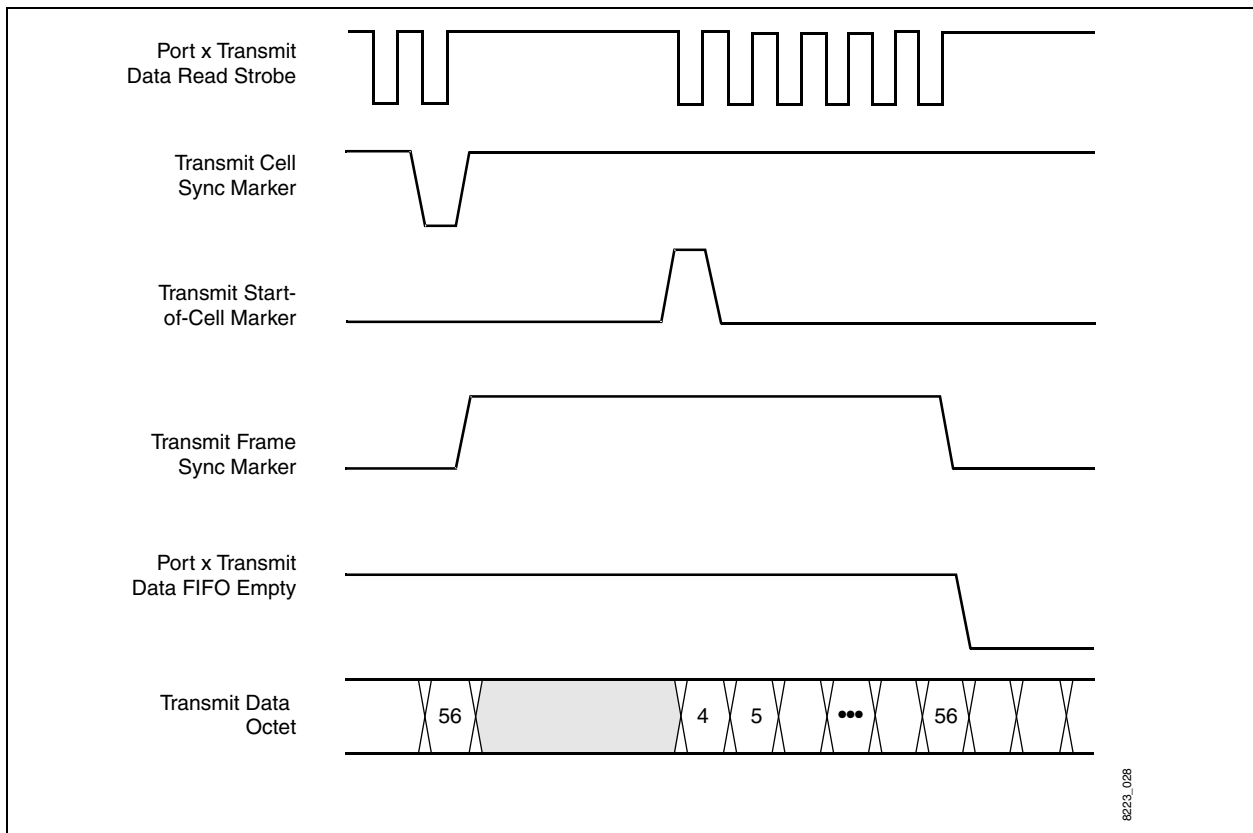 Port x Transmit
Data Read Strobe
Transmit Cell
Sync Marker
Transmit Start-
of-Cell Marker
Transmit Frame
Sync Marker
Port x Transmit
Data FIFO Empty
Transmit Data
Octet
56
4
5
•••
56
8223_028